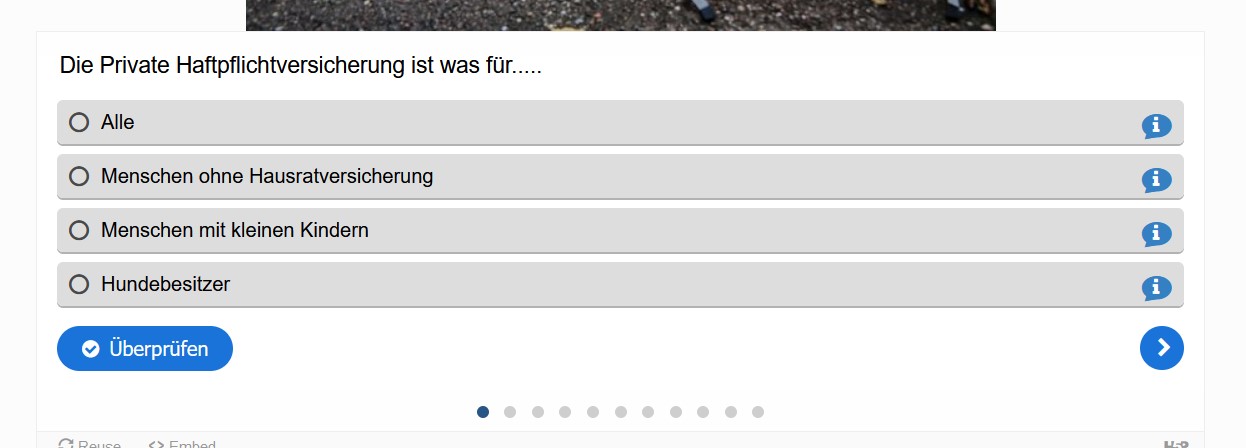 Die Private Haftpflichtversicherung ist was für.....
Alle
Menschen ohne Hausratversicherung
Menschen mit kleinen Kindern
Hundebesitzer
Überprüfen
Reuse <> Embed